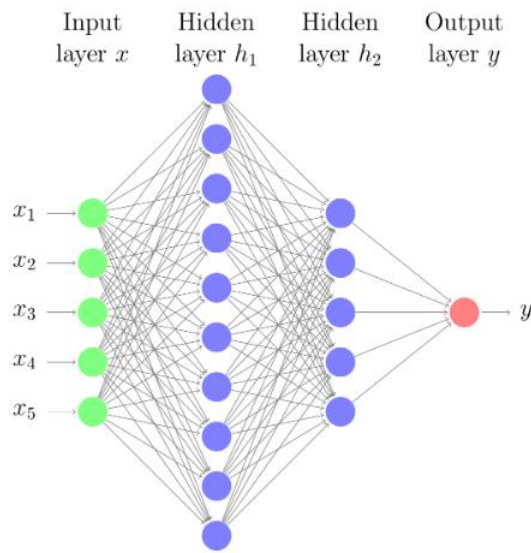 Input Hidden Hidden Output
layer x layer h₁ layer h₂ layer y
x₁
x₂
x₃ y
x₄
x₅